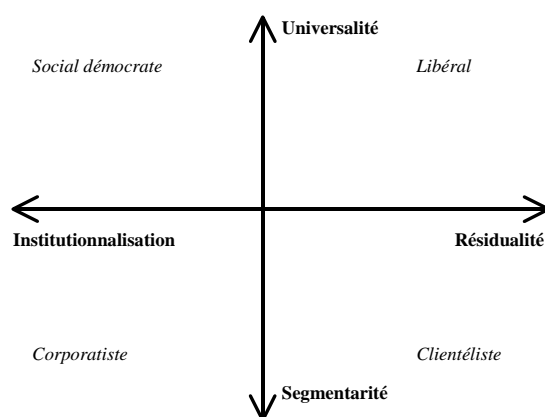 Universalité
Social démocrate
Libéral
Institutionnalisation
Résidualité
Corporatiste
Clientéliste
Segmentarité